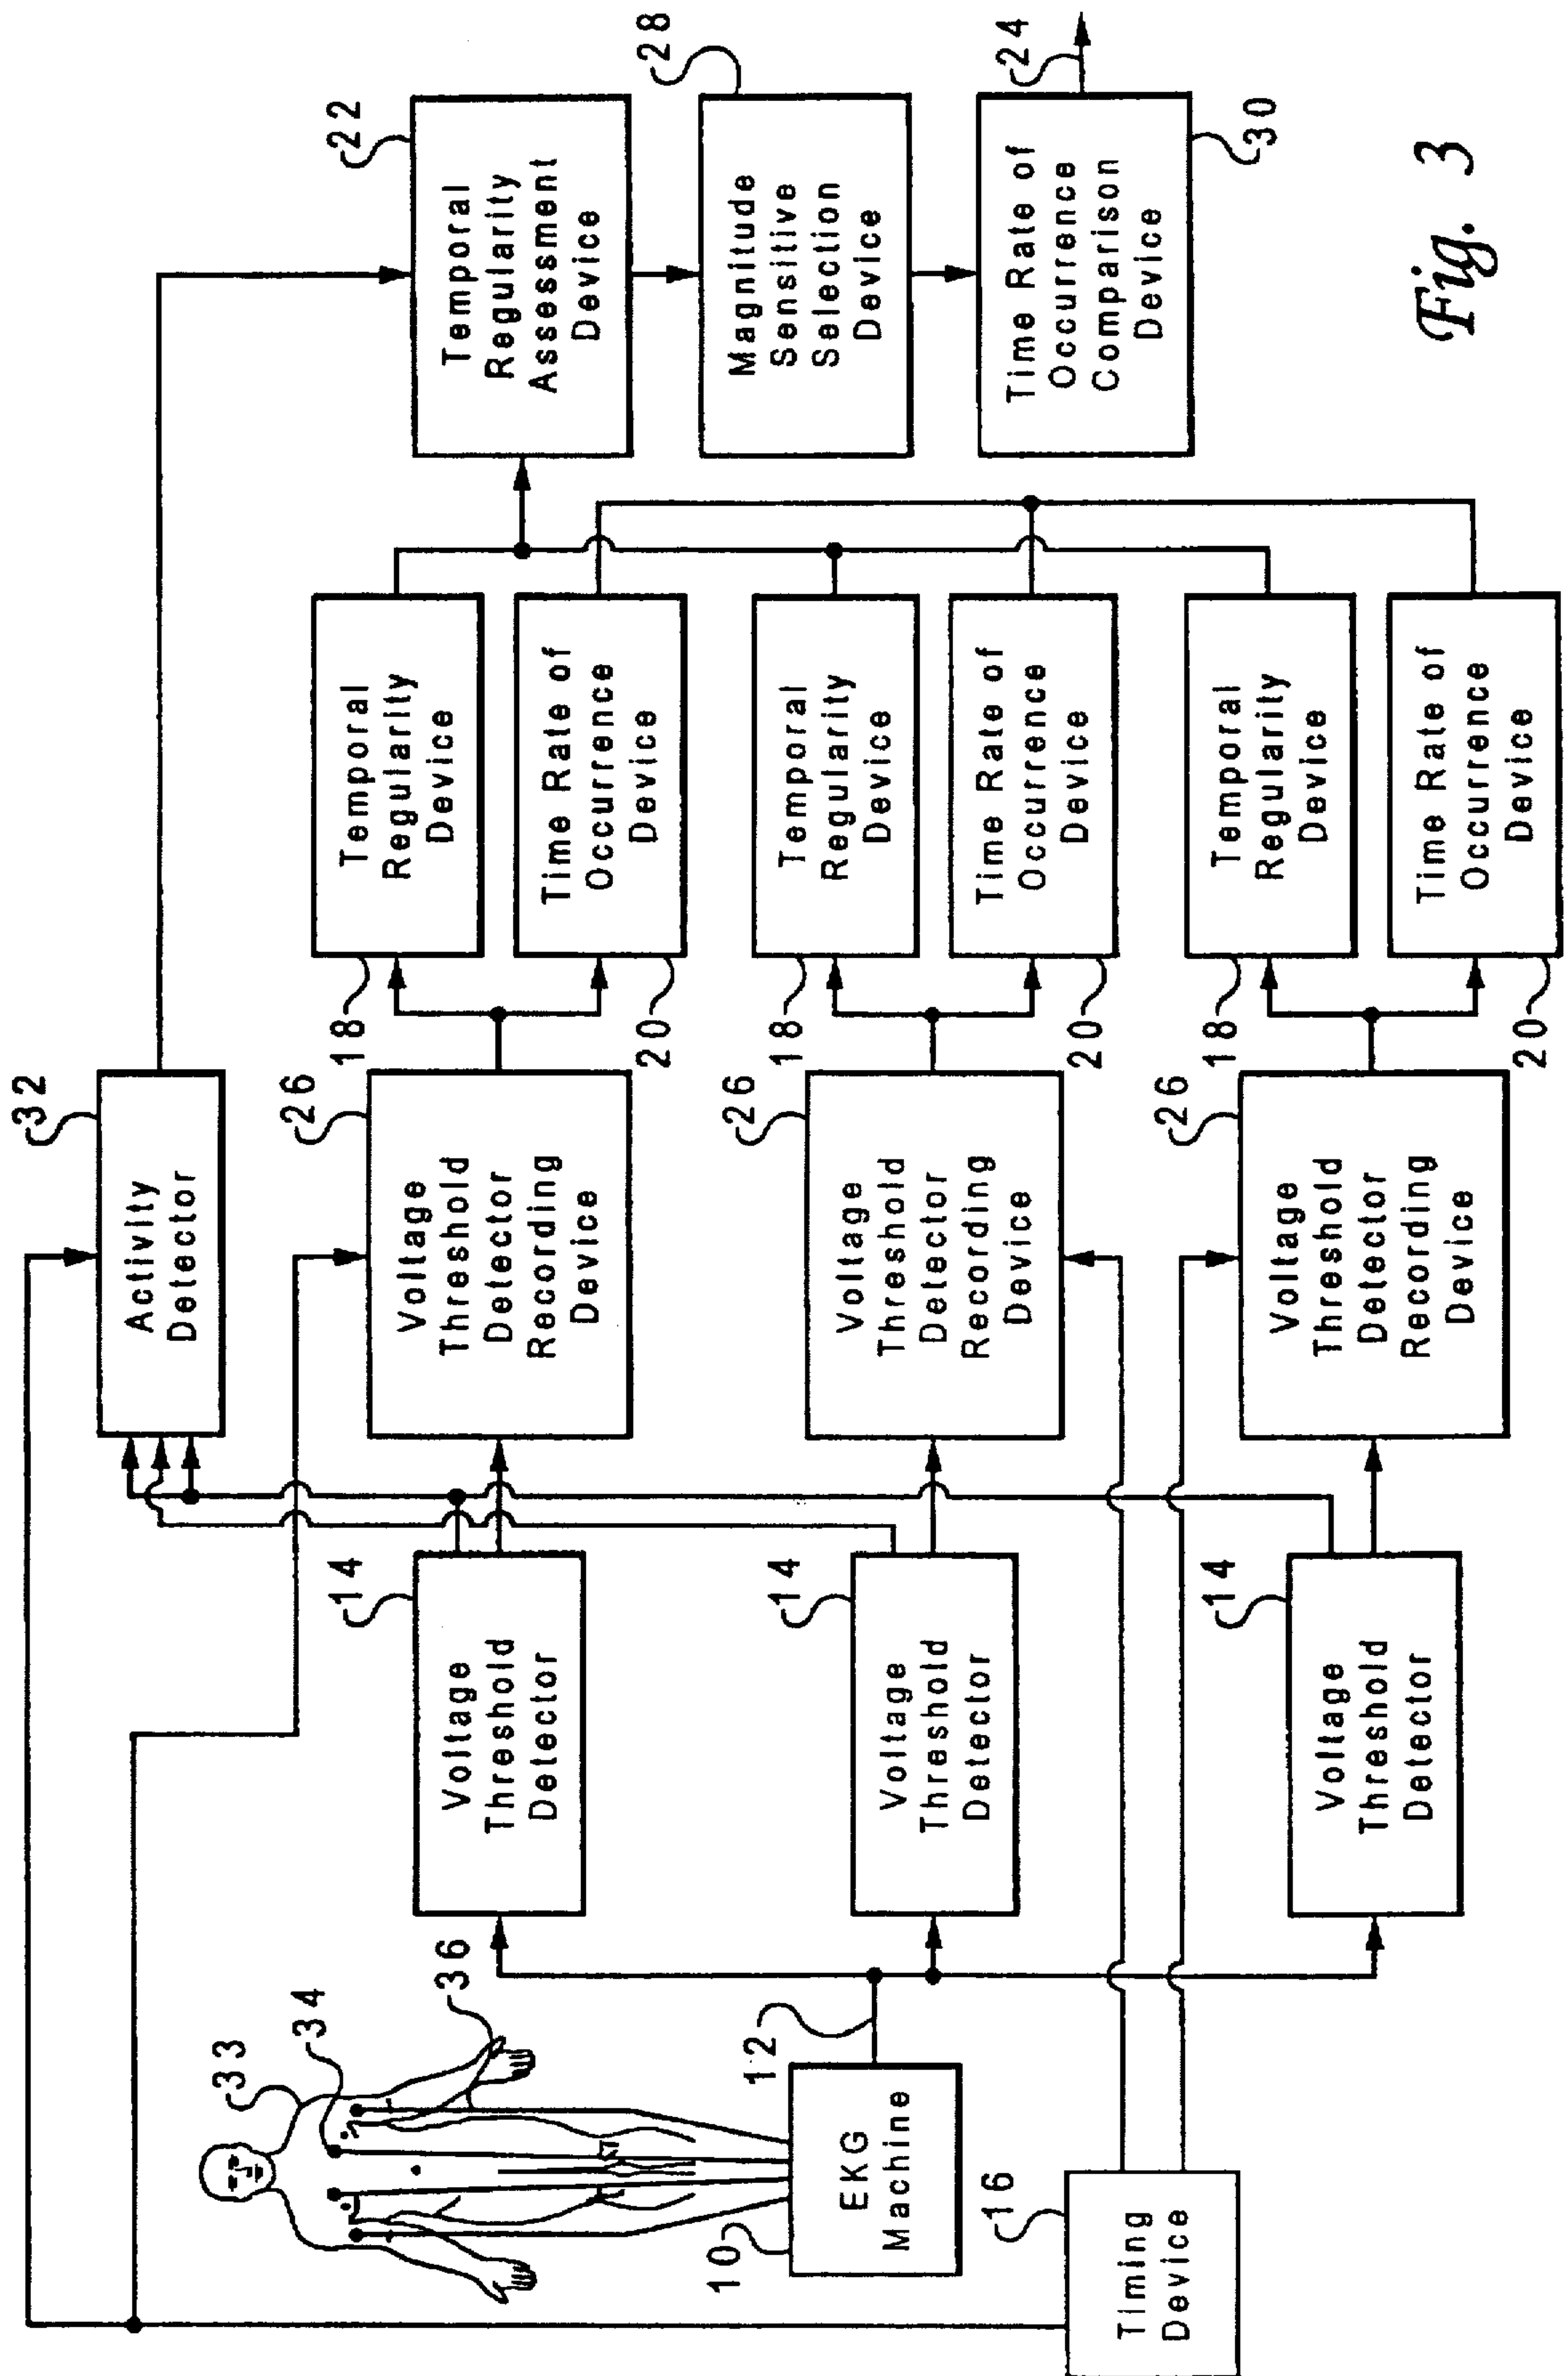 32
Activity
Detector
33
34
36
14
Voltage
Threshold
Detector
26
Voltage
Threshold
Detector
Recording
Device
18
Temporal
Regularity
Device
20
Time Rate of
Occurrence
Device
22
Temporal
Regularity
Assessment
Device
28
Magnitude
Sensitive
Selection
Device
10
EKG
Machine
12
14
Voltage
Threshold
Detector
26
Voltage
Threshold
Detector
Recording
Device
18
Temporal
Regularity
Device
20
Time Rate of
Occurrence
Device
24
Time Rate of
Occurence
Comparison
Device
30
16
Timing
Device
14
Voltage
Threshold
Detector
26
Voltage
Threshold
Detector
Recording
Device
18
Temporal
Regularity
Device
20
Time Rate of
Occurrence
Device
Fig. 3